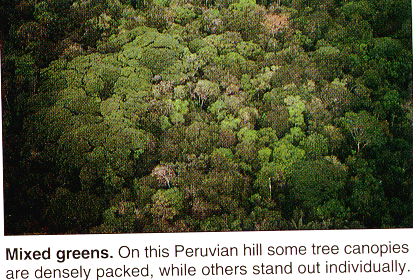 Mixed greens. On this Peruvian hill some tree canopies
are densely packed, while others stand out individually.